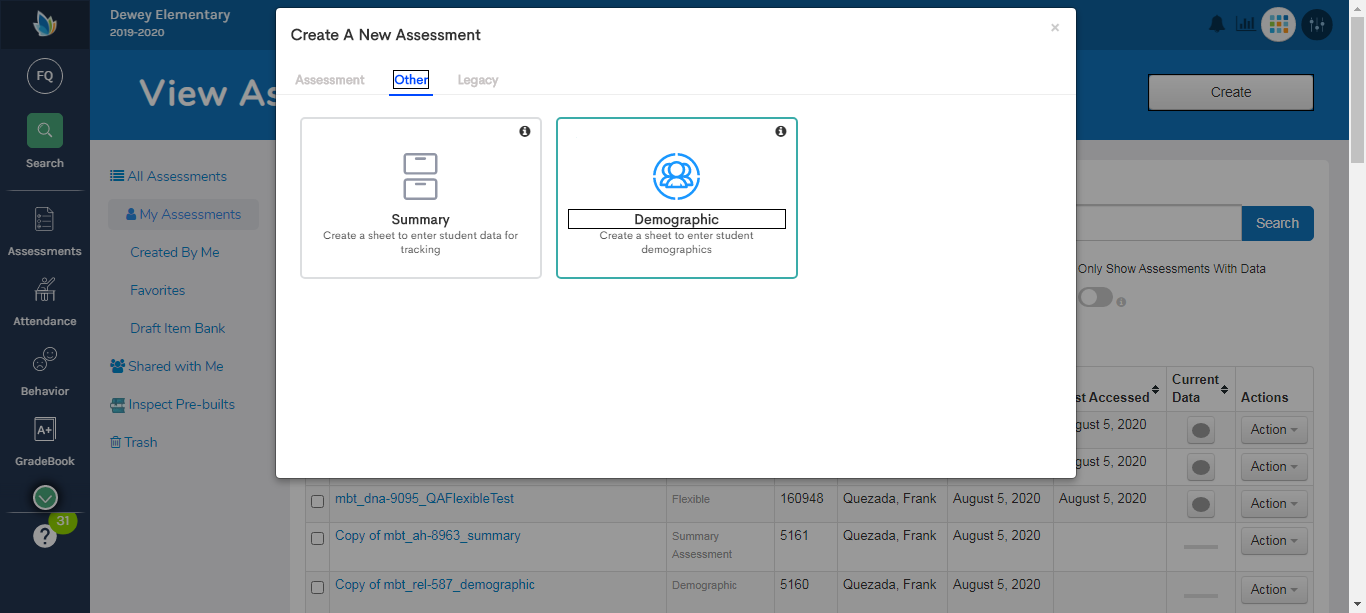 Dewey Elementary
2019-2020
FQ
Search
Assessments
Attendance
Behavior
A+
GradeBook
31
?
View As
Create
All Assessments
My Assessments
Created By Me
Favorites
Draft Item Bank
Shared with Me
Inspect Pre-builts
Trash
Create A New Assessment
×
Assessment Other Legacy
Summary
Create a sheet to enter student data for
tracking
Demographic
Create a sheet to enter student
demographics
Search
Only Show Assessments With Data
st Accessed
Current
Data
Actions
gust 5, 2020 Action
gust 5, 2020 Action
mbt_dna-9095_QAFlexibleTest Flexible 160948 Quezada, Frank August 5, 2020 August 5, 2020 Action
Copy of mbt_ah-8963_summary Summary
Assessment 5161 Quezada, Frank August 5, 2020 Action
Copy of mbt_rel-587_demographic Demographic 5160 Quezada, Frank August 5, 2020 Action